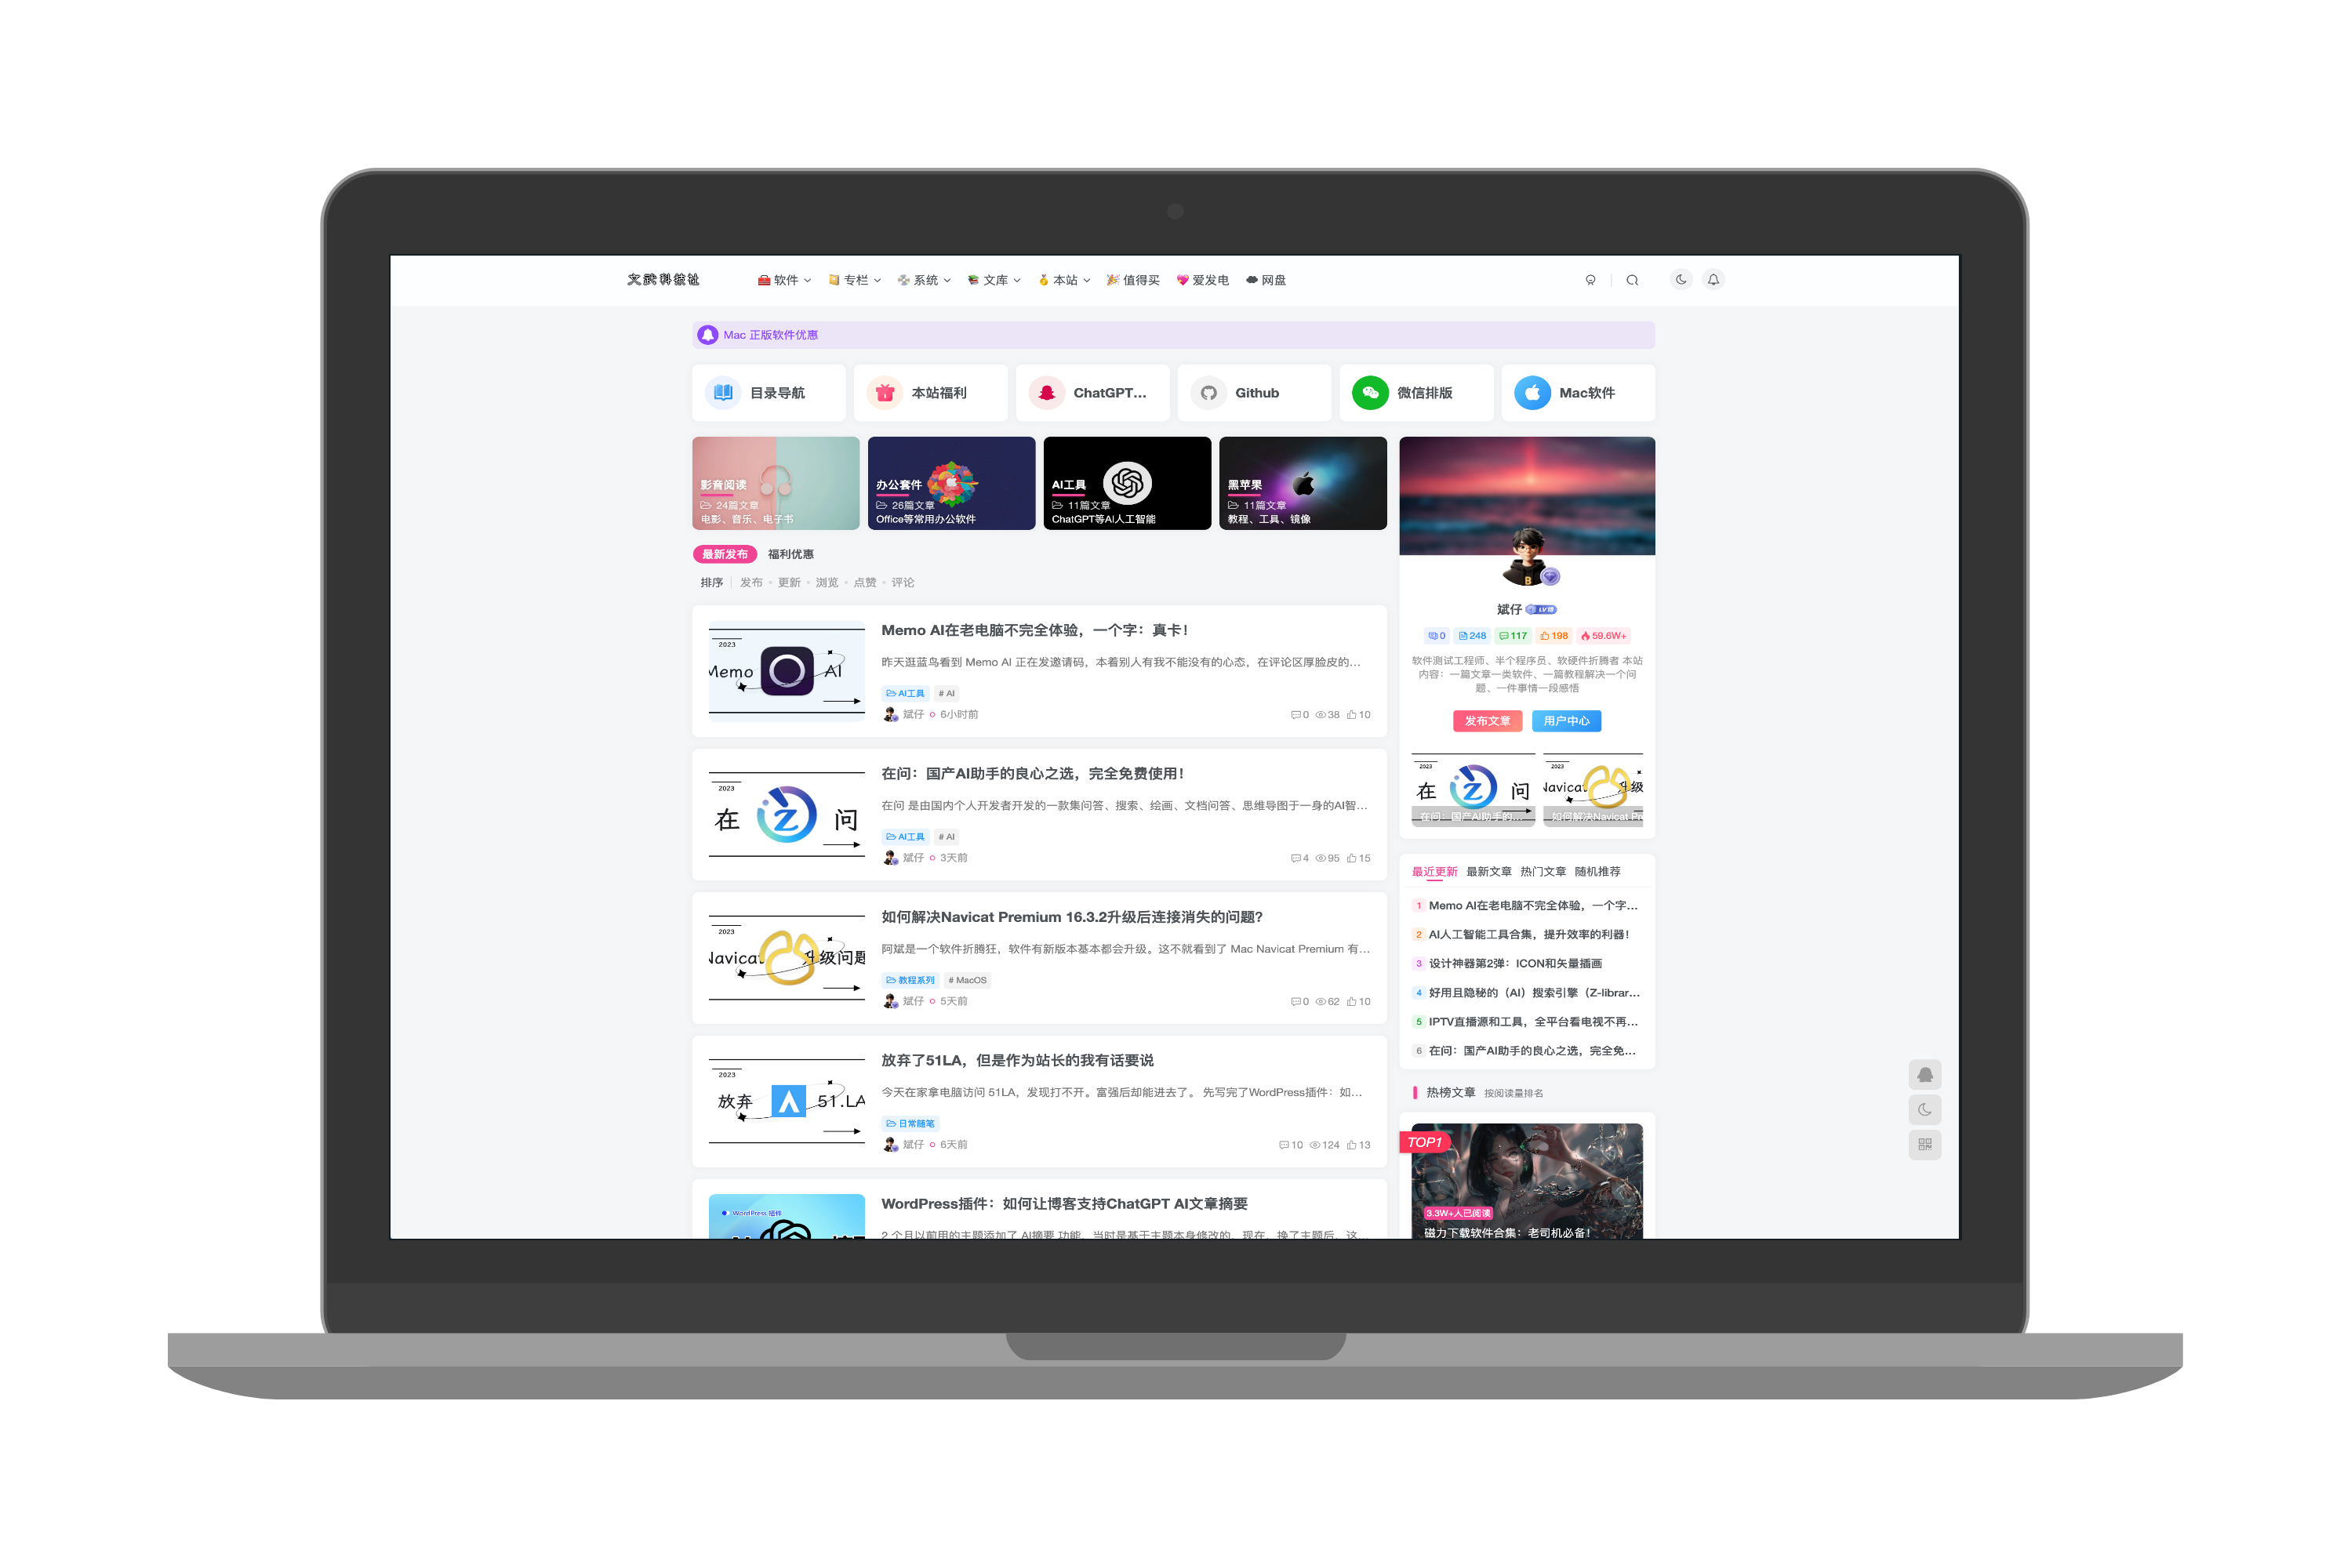 软件 专栏 系统 文库 本站 值得买 爱发电 网盘
Mac 正版软件优惠
目录导航 本站福利 ChatGPT... Github 微信排版 Mac软件
影音阅读
24篇文章
电影、音乐、电子书
办公套件
26篇文章
Office等常用办公软件
AI工具
11篇文章
ChatGPT等AI人工智能
黑苹果
11篇文章
教程、工具、镜像
最新发布 福利优惠
排序 发布 更新 浏览 点赞 评论
2023
Memo AI
Memo AI在老电脑不完全体验，一个字：真卡！
昨天逛蓝鸟看到 Memo AI 正在发邀请码，本着别人有我不能没有的心态，在评论区厚脸皮的...
AI工具 # AI
斌仔 6小时前 0 38 10
2023
在 问
在问：国产AI助手的良心之选，完全免费使用！
在问 是由国内个人开发者开发的一款集问答、搜索、绘画、文档问答、思维导图于一身的AI智...
AI工具 # AI
斌仔 3天前 4 95 15
2023
Navicat 升级问题
如何解决Navicat Premium 16.3.2升级后连接消失的问题？
阿斌是一个软件折腾狂，软件有新版本基本都会升级。这不就看到了 Mac Navicat Premium 有...
教程系列 # MacOS
斌仔 5天前 0 62 10
2023
放弃 51.LA
放弃了51LA，但是作为站长的我有话要说
今天在家拿电脑访问 51LA，发现打不开。富强后却能进去了。 先写完了WordPress插件：如...
日常随笔
斌仔 6天前 10 124 13
WordPress 插件
WordPress插件：如何让博客支持ChatGPT AI文章摘要
2 个月以前用的主题添加了 AI摘要 功能，当时是基于主题本身修改的。现在，换了主题后，这...
斌仔
0 248 117 198 59.6W+
软件测试工程师、半个程序员、软硬件折腾者 本站
内容：一篇文章一类软件、一篇教程解决一个问
题、一件事情一段感悟
发布文章 用户中心
2023
在 问
在问：国产AI助手的...
2023
Navicat 升级
如何解决Navicat Pre
最近更新 最新文章 热门文章 随机推荐
1 Memo AI在老电脑不完全体验，一个字...
2 AI人工智能工具合集，提升效率的利器！
3 设计神器第2弹：ICON和矢量插画
4 好用且隐秘的（AI）搜索引擎（Z-librar...
5 IPTV直播源和工具，全平台看电视不再...
6 在问：国产AI助手的良心之选，完全免...
热榜文章 按阅读量排名
TOP1
3.3W+人已阅读
磁力下载软件合集：老司机必备！